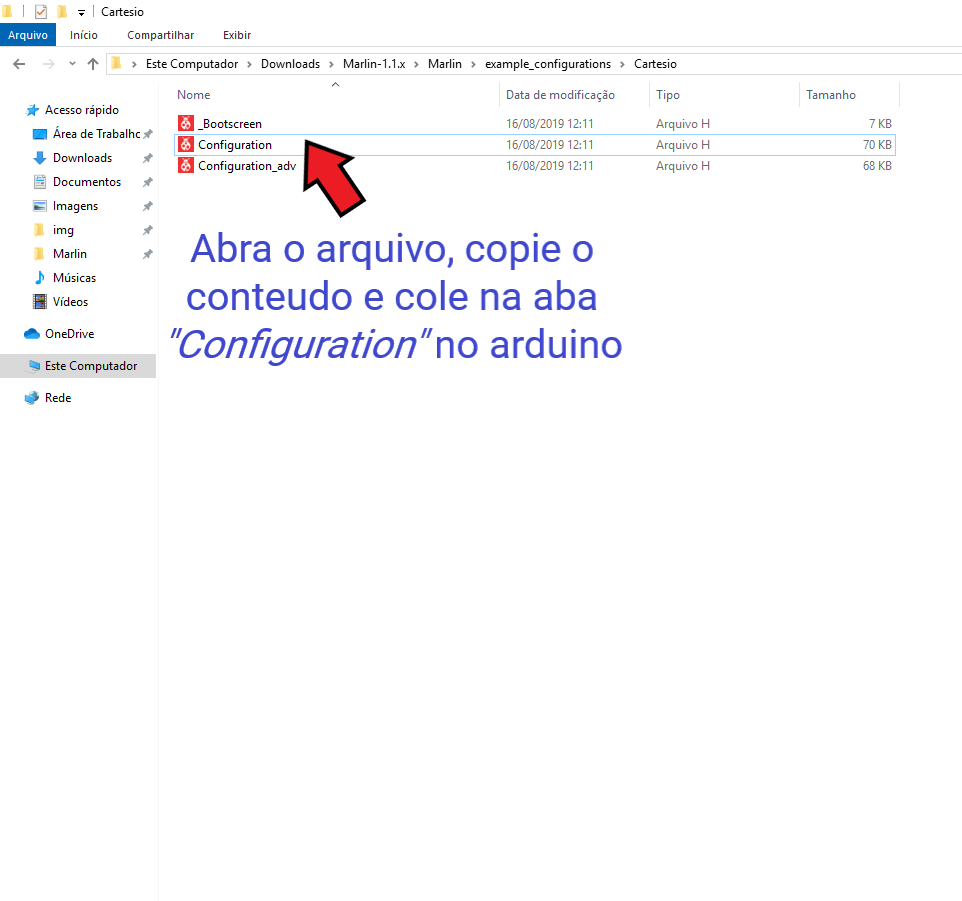 Cartesio
Arquivo Início Compartilhar Exibir
Este Computador Downloads Marlin-1.1.x Marlin example_configurations Cartesio
Nome Data de modificação Tipo Tamanho
Acesso rápido
Área de Trabalhc
Downloads
Documentos
Imagens
img
Marlin
Músicas
Vídeos
OneDrive
Este Computador
Rede
_Bootscreen 16/08/2019 12:11 Arquivo H 7 KB
Configuration 16/08/2019 12:11 Arquivo H 70 KB
Configuration_adv 16/08/2019 12:11 Arquivo H 68 KB
Abra o arquivo, copie o
conteudo e cole na aba
"Configuration" no arduino